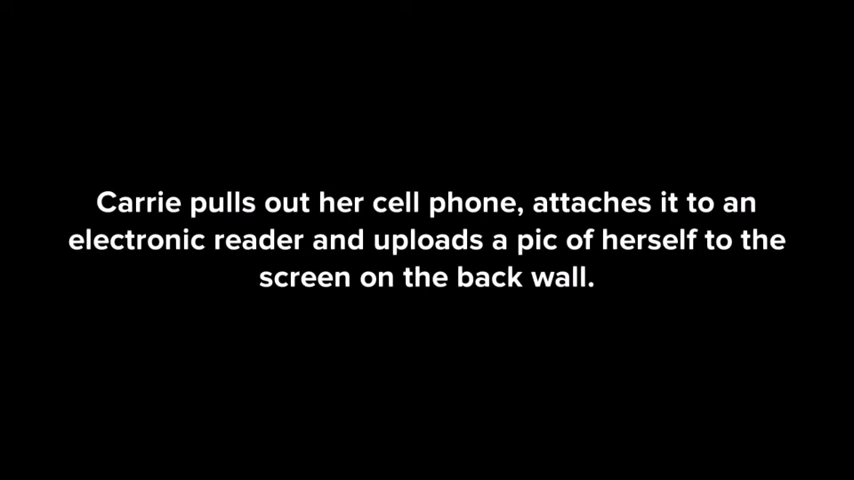 Carrie pulls out her cell phone, attaches it to an
electronic reader and uploads a pic of herself to the
screen on the back wall.